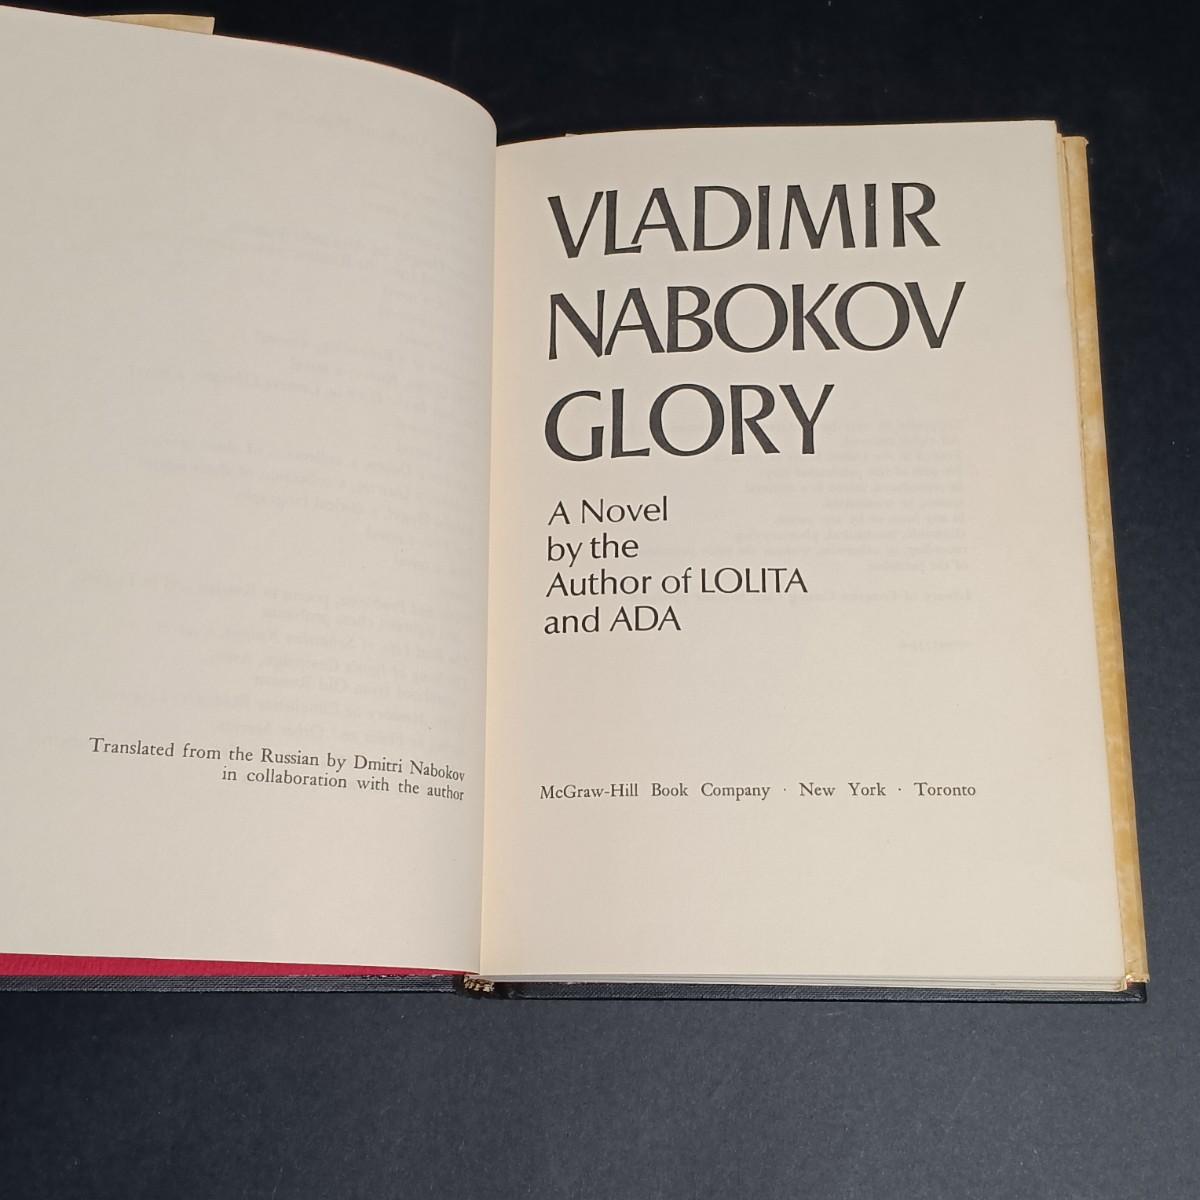 Translated from the Russian by Dmitri Nabokov
in collaboration with the author
VLADIMIR
NABOKOV
GLORY
A Novel
by the
Author of LOLITA
and ADA
McGraw-Hill Book Company · New York · Toronto